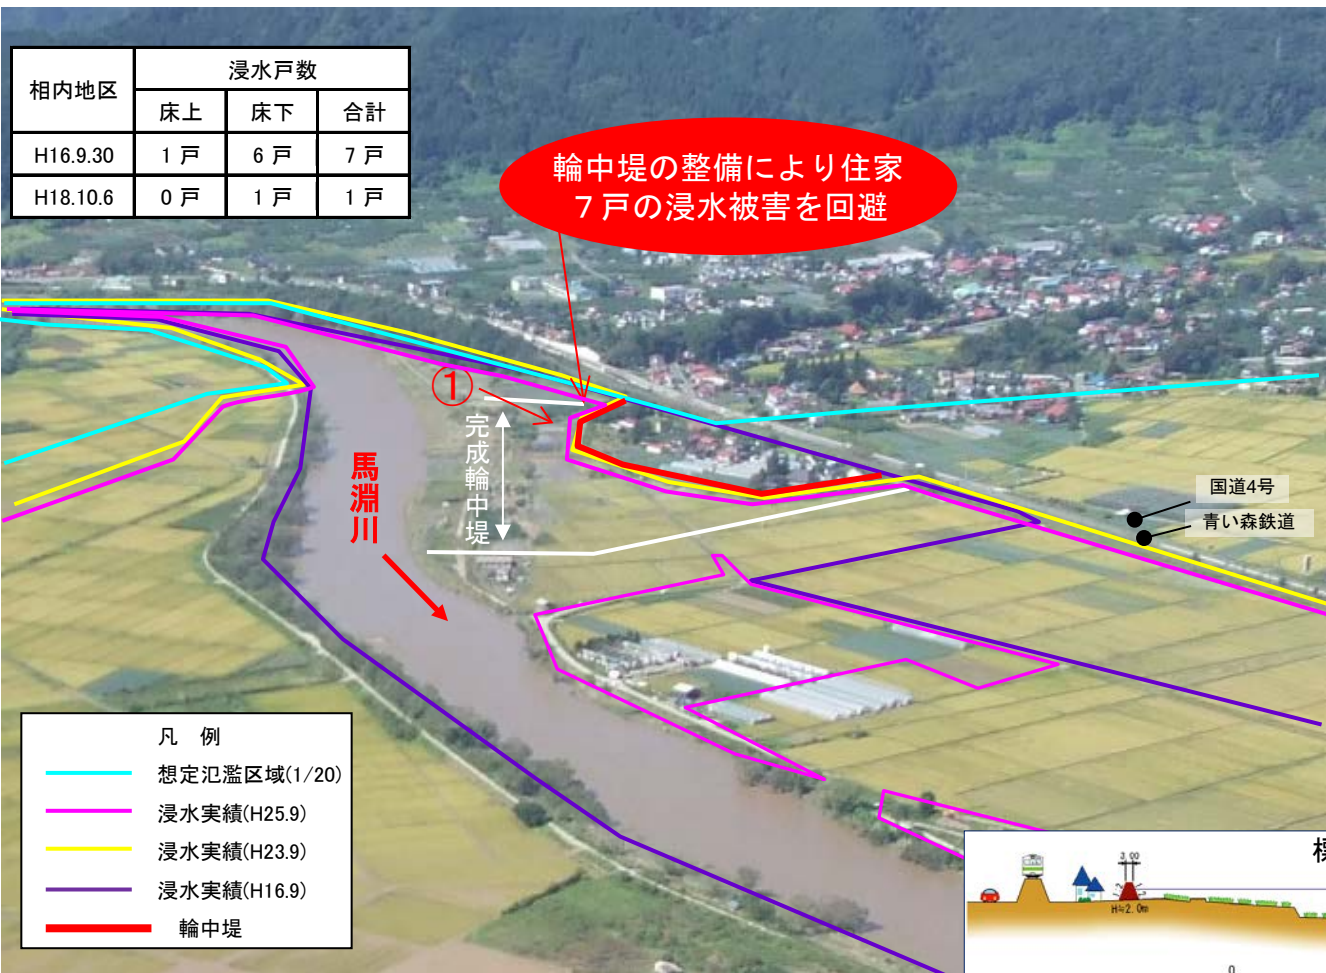 相内地区 浸水戸数
床上 床下 合計
H16.9.30 1戸 6戸 7戸
H18.10.6 0戸 1戸 1戸
輪中堤の整備により住家
7戸の浸水被害を回避
①
完成輪中堤
馬淵川
国道4号
青い森鉄道
凡 例
想定氾濫区域(1/20)
浸水実績(H25.9)
浸水実績(H23.9)
浸水実績(H16.9)
輪中堤
3.00
H≒2.0m